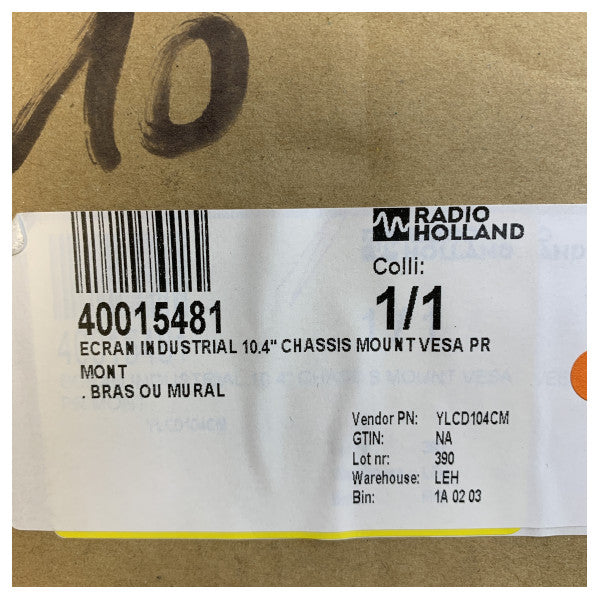 10
RADIO
HOLLAND
Colli:
40015481
1/1
ECRAN INDUSTRIAL 10.4" CHASSIS MOUNT VESA PR
MONT
. BRAS OU MURAL
Vendor PN: YLCD104CM
GTIN: NA
Lot nr: 390
Warehouse: LEH
Bin: 1A 02 03